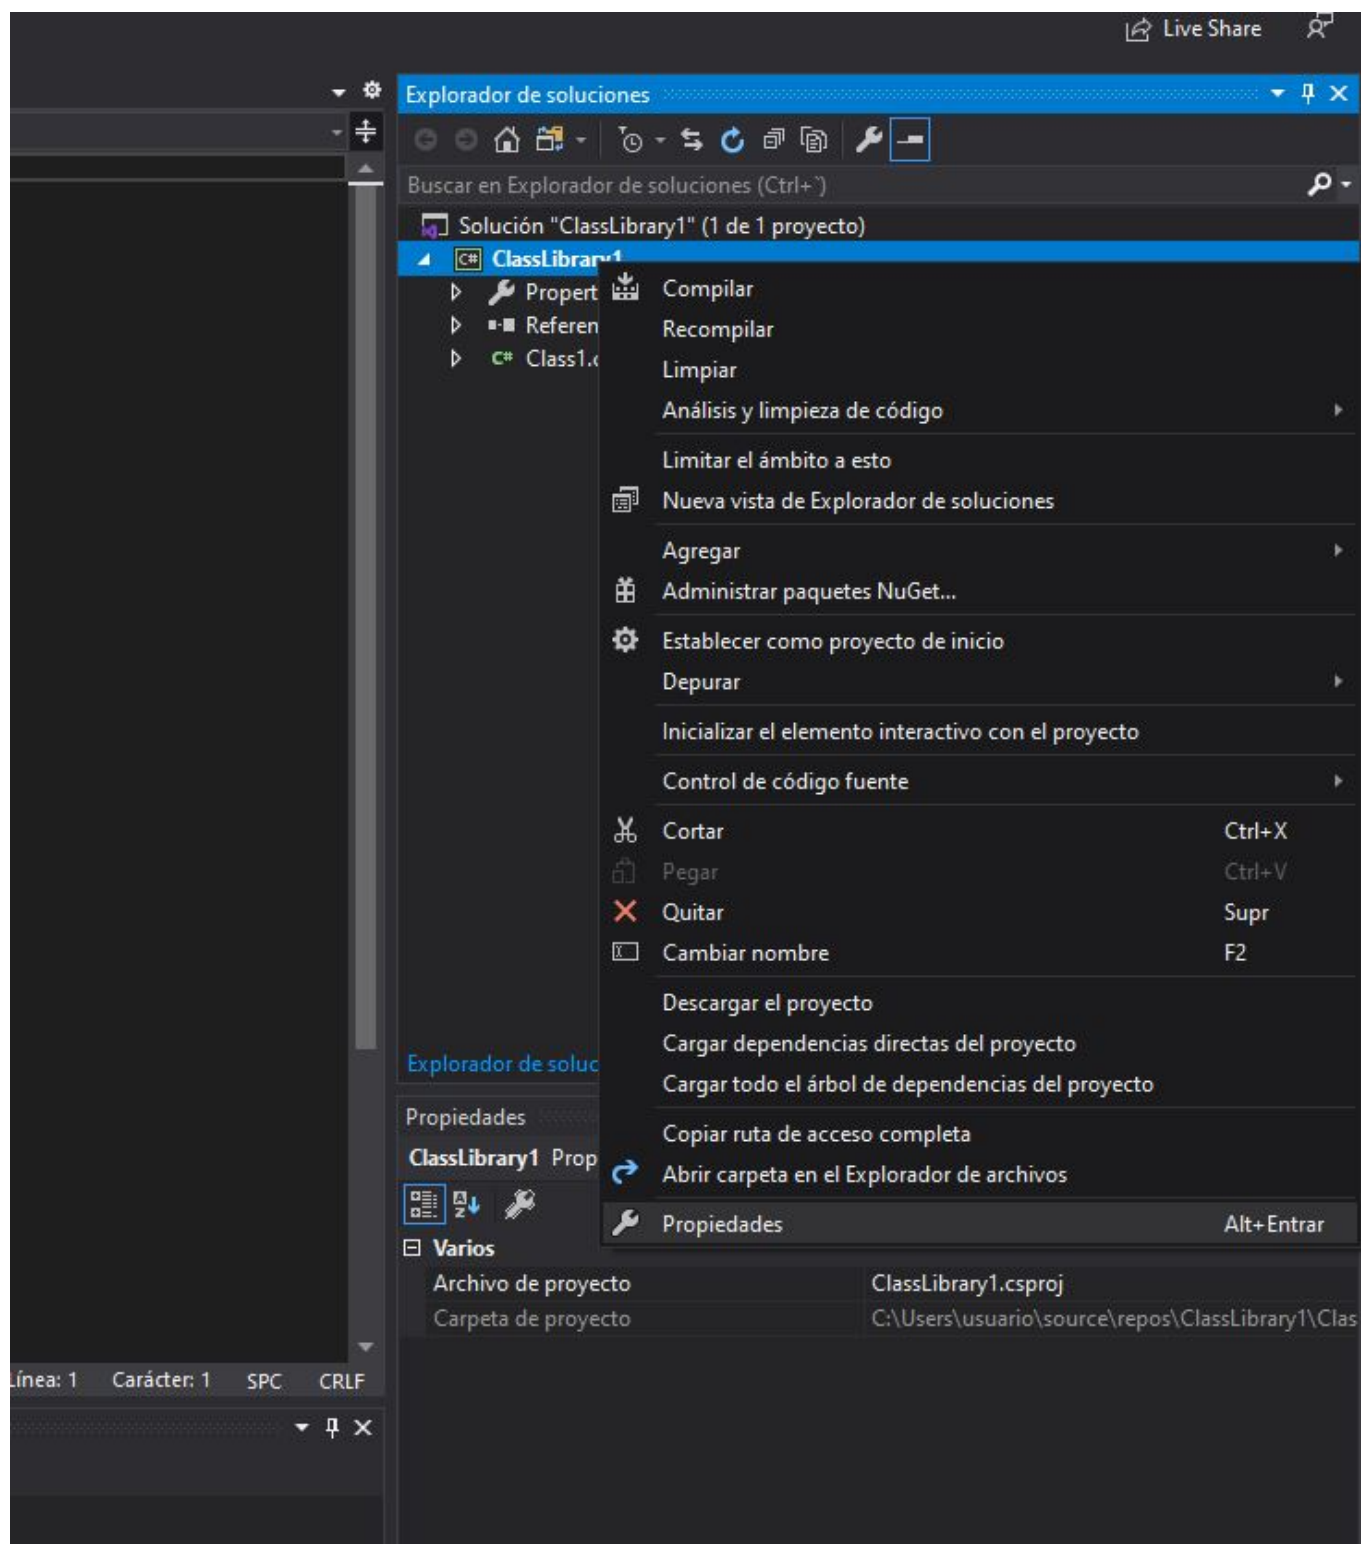 Live Share
Explorador de soluciones
Buscar en Explorador de soluciones (Ctrl+`)
Solución "ClassLibrary1" (1 de 1 proyecto)
C# ClassLibrary1
Propert
Referen
C# Class1.c
Compilar
Recompilar
Limpiar
Análisis y limpieza de código
Limitar el ámbito a esto
Nueva vista de Explorador de soluciones
Agregar
Administrar paquetes NuGet...
Establecer como proyecto de inicio
Depurar
Inicializar el elemento interactivo con el proyecto
Control de código fuente
Cortar Ctrl+X
Pegar Ctrl+V
Quitar Supr
Cambiar nombre F2
Descargar el proyecto
Cargar dependencias directas del proyecto
Cargar todo el árbol de dependencias del proyecto
Copiar ruta de acceso completa
Abrir carpeta en el Explorador de archivos
Propiedades Alt+Entrar
Explorador de soluc
Propiedades
ClassLibrary1 Prop
Varios
Archivo de proyecto ClassLibrary1.csproj
Carpeta de proyecto C:\Users\usuario\source\repos\ClassLibrary1\Clas
Línea: 1 Carácter: 1 SPC CRLF